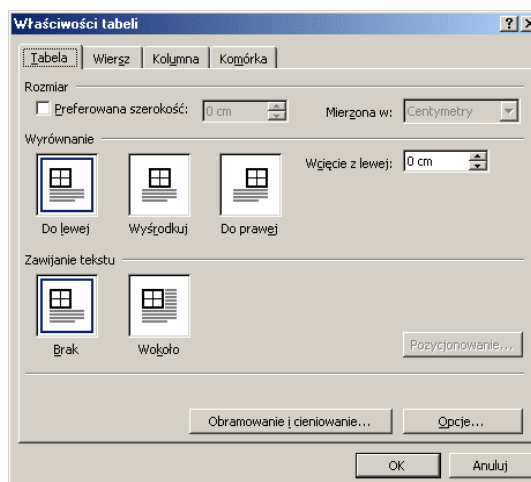 Właściwości tabeli
Tabela Wiersz Kolumna Komórka
Rozmiar
Preferowana szerokość: 0 cm Mierzona w: Centymetry
Wyrównanie
Wcięcie z lewej: 0 cm
Do lewej Wyśrodkuj Do prawej
Zawijanie tekstu
Brak Wokoło
Pozycjonowanie...
Obramowanie i cieniowanie... Opcje...
OK Anuluj